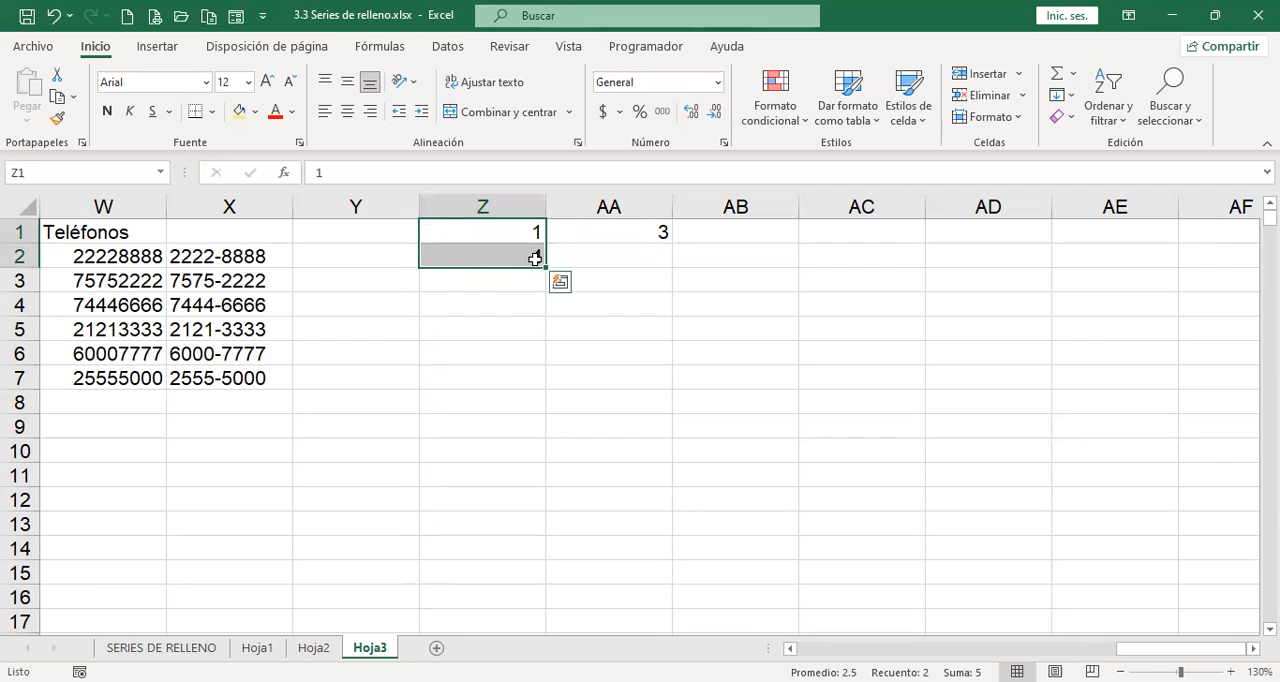 3.3 Series de relleno.xlsx - Excel
Buscar
Inic. ses.
Archivo Inicio Insertar Disposición de página Fórmulas Datos Revisar Vista Programador Ayuda
Compartir
Pegar
Arial 12
N K S
Ajustar texto
Combinar y centrar
General
$ % 000
Formato condicional
Dar formato como tabla
Estilos de celda
Insertar
Eliminar
Formato
Ordenar y filtrar
Buscar y seleccionar
Portapapeles Fuente Alineación Número Estilos Celdas Edición
Z1 fx 1
W X Y Z AA AB AC AD AE AF
1 Teléfonos 1 3
2 22228888 2222-8888
3 75752222 7575-2222
4 74446666 7444-6666
5 21213333 2121-3333
6 60007777 6000-7777
7 25555000 2555-5000
8
9
10
11
12
13
14
15
16
17
SERIES DE RELLENO Hoja1 Hoja2 Hoja3
Listo Promedio: 2.5 Recuento: 2 Suma: 5 130%